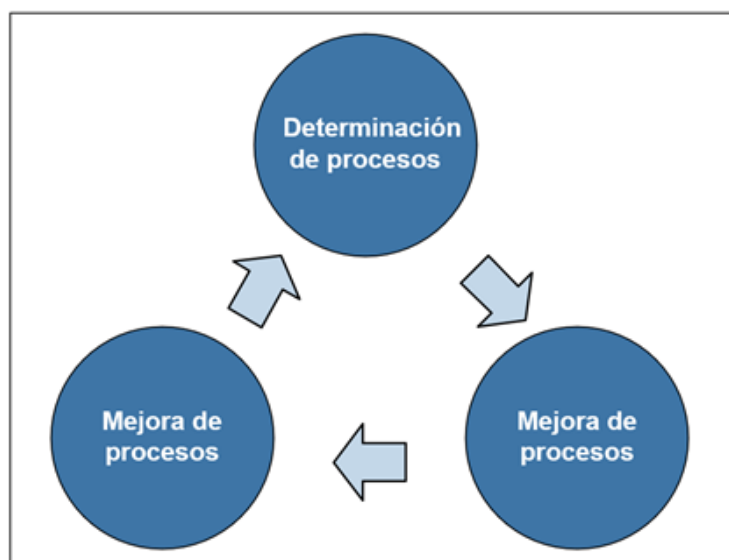 Determinación
de procesos
Mejora de
procesos
Mejora de
procesos